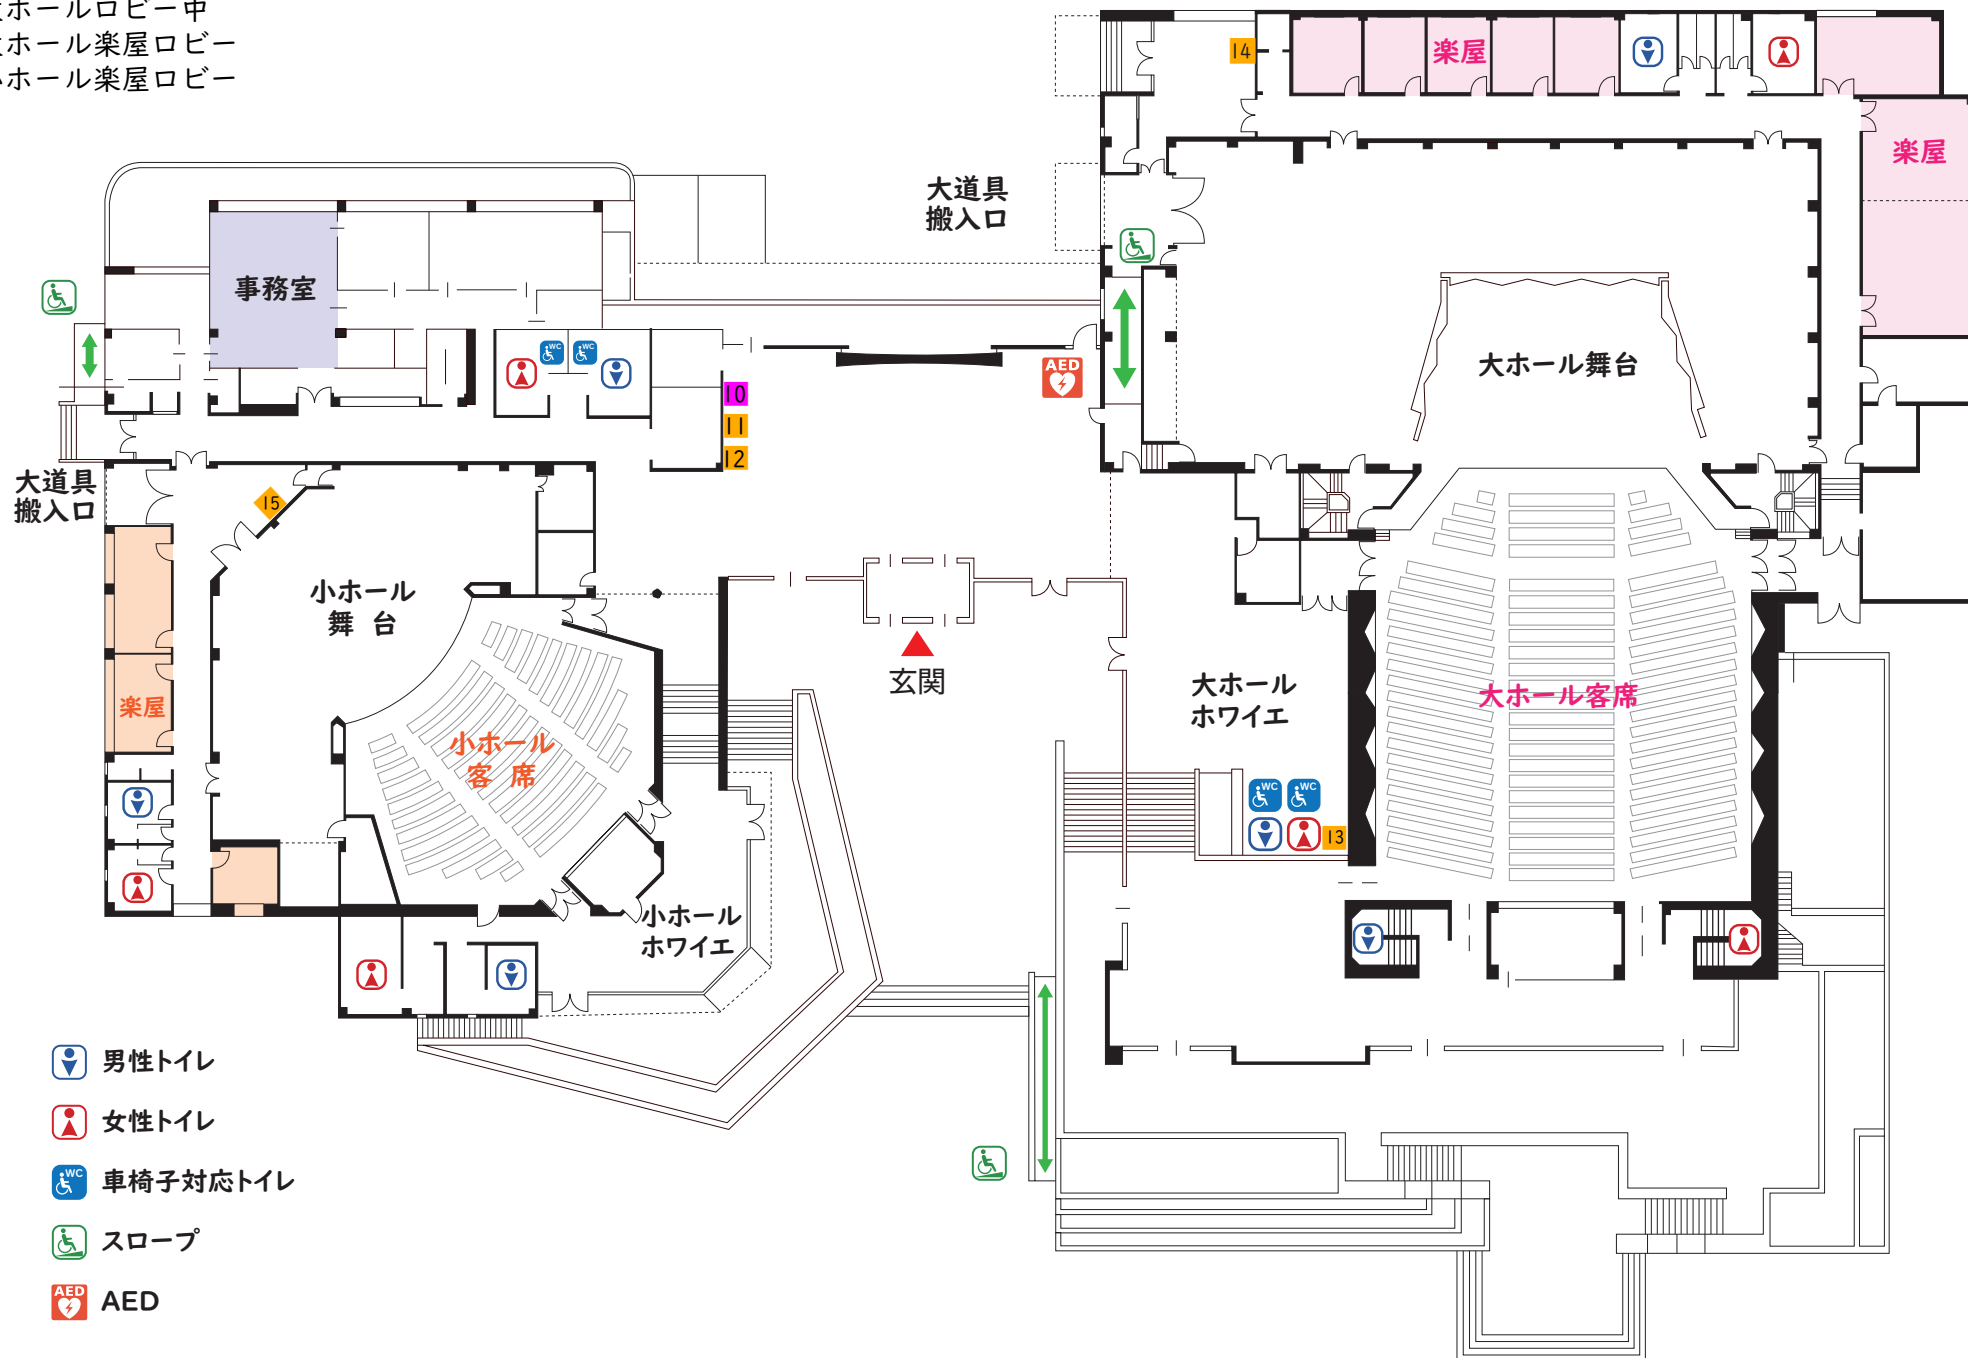 ホールロビー中
ホール楽屋ロビー
ホール楽屋ロビー
14
楽屋
楽屋
大道具
搬入口
事務室
大ホール舞台
WC
WC
AED
10
11
12
大道具
搬入口
15
小ホール
舞 台
玄関
大ホール
ホワイエ
大ホール客席
楽屋
小ホール
客 席
WC
WC
13
小ホール
ホワイエ
男性トイレ
女性トイレ
WC
車椅子対応トイレ
スロープ
AED
AED